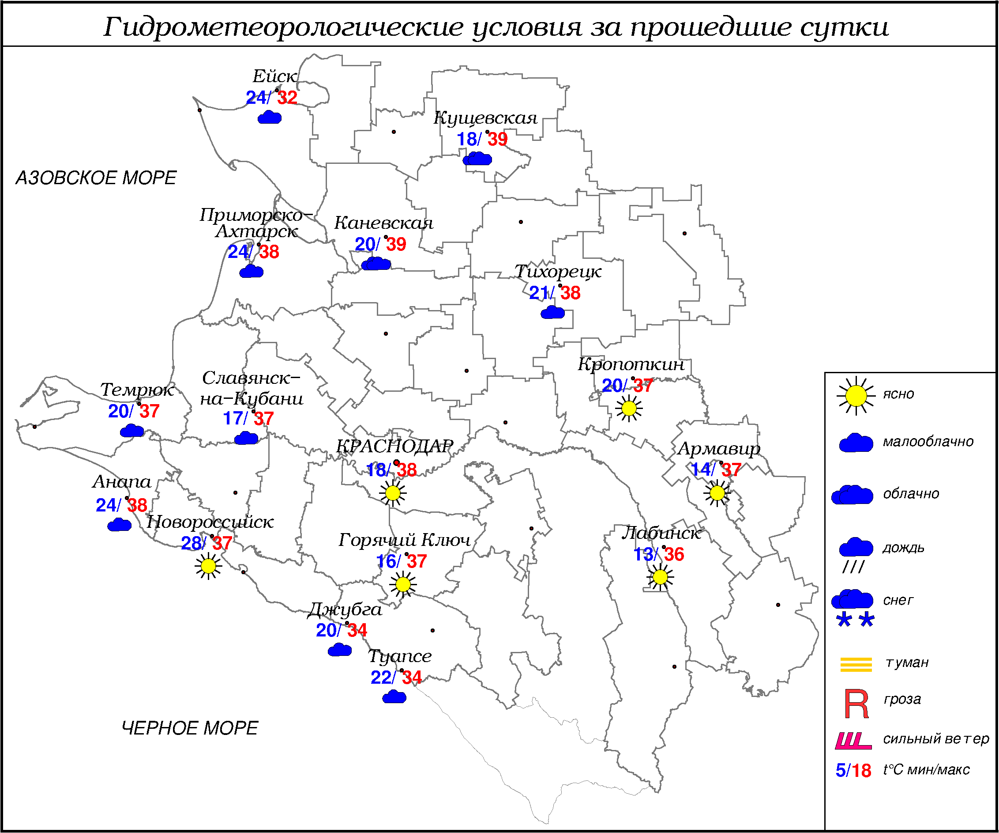 Гидрометеорологические условия за прошедшие сутки
Ейск
24/ 32
Кущевская
18/ 39
АЗОВСКОЕ МОРЕ
Приморско-
Ахтарск
24/ 38
Каневская
20/ 39
Тихорецк
21/ 38
Кропоткин
20/ 37
Темрюк
20/ 37
Славянск-
на-Кубани
17/ 37
КРАСНОДАР
18/ 38
Армавир
14/ 37
Анапа
24/ 38
Новороссийск
28/ 37
Горячий Ключ
16/ 37
Лабинск
13/ 36
Джубга
20/ 34
Туапсе
22/ 34
ЧЕРНОЕ МОРЕ
ясно
малооблачно
облачно
дождь
снег
туман
R гроза
сильный ветер
5/18 t°C мин/макс